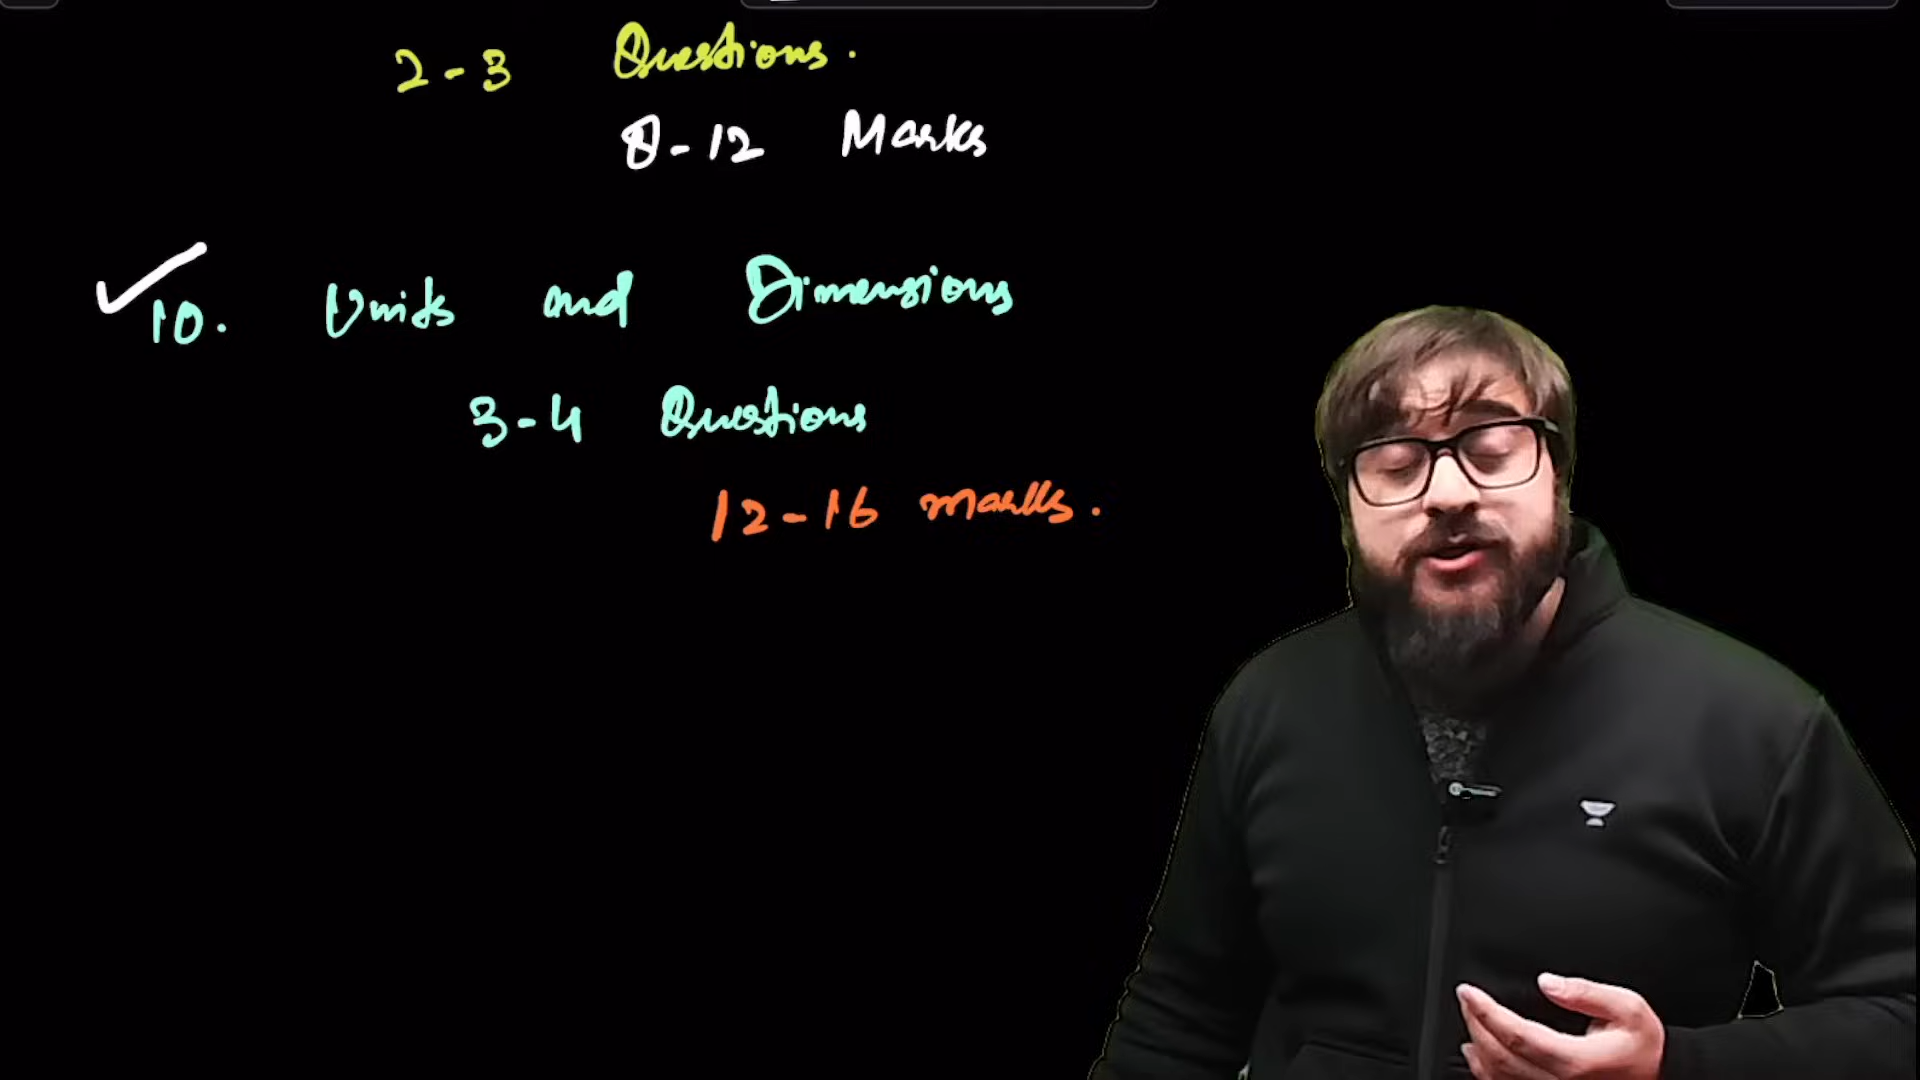 2-3 Questions.
8-12 Marks
10. Units and Dimensions
3-4 Questions
12-16 marks.